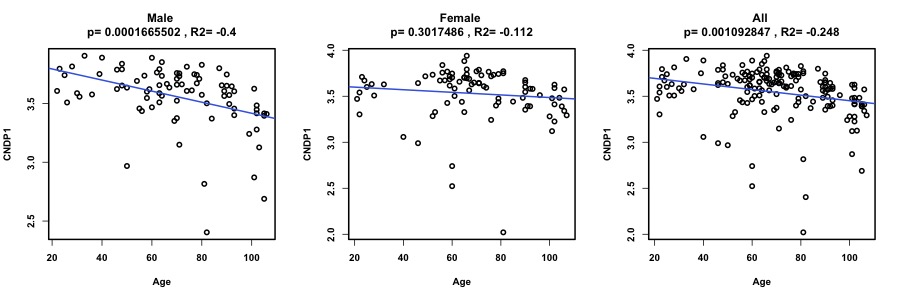 Male
p= 0.0001665502 , R2= -0.4
CNDP1
3.5
3.0
2.5
20 40 60 80 100
Age
Female
p= 0.3017486 , R2= -0.112
CNDP1
4.0
3.5
3.0
2.5
2.0
20 40 60 80 100
Age
All
p= 0.001092847 , R2= -0.248
CNDP1
4.0
3.5
3.0
2.5
2.0
20 40 60 80 100
Age